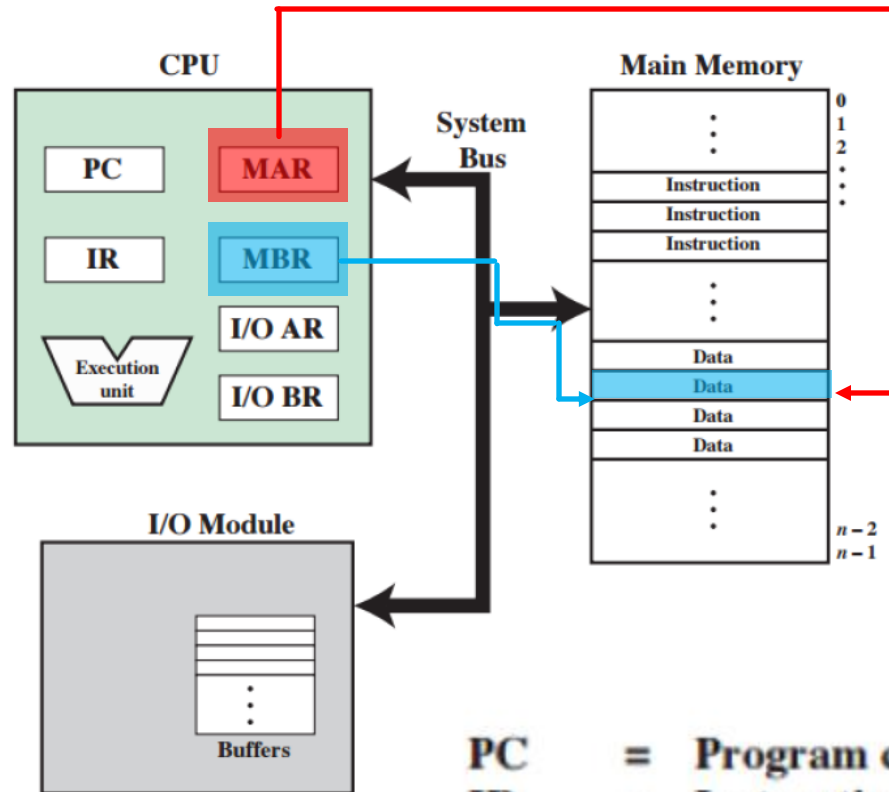 CPU
PC
MAR
IR
MBR
I/O AR
Execution
unit
I/O BR
System
Bus
Main Memory
0
1
2
Instruction
Instruction
Instruction
Data
Data
Data
Data
n – 2
n – 1
I/O Module
Buffers
PC = Program